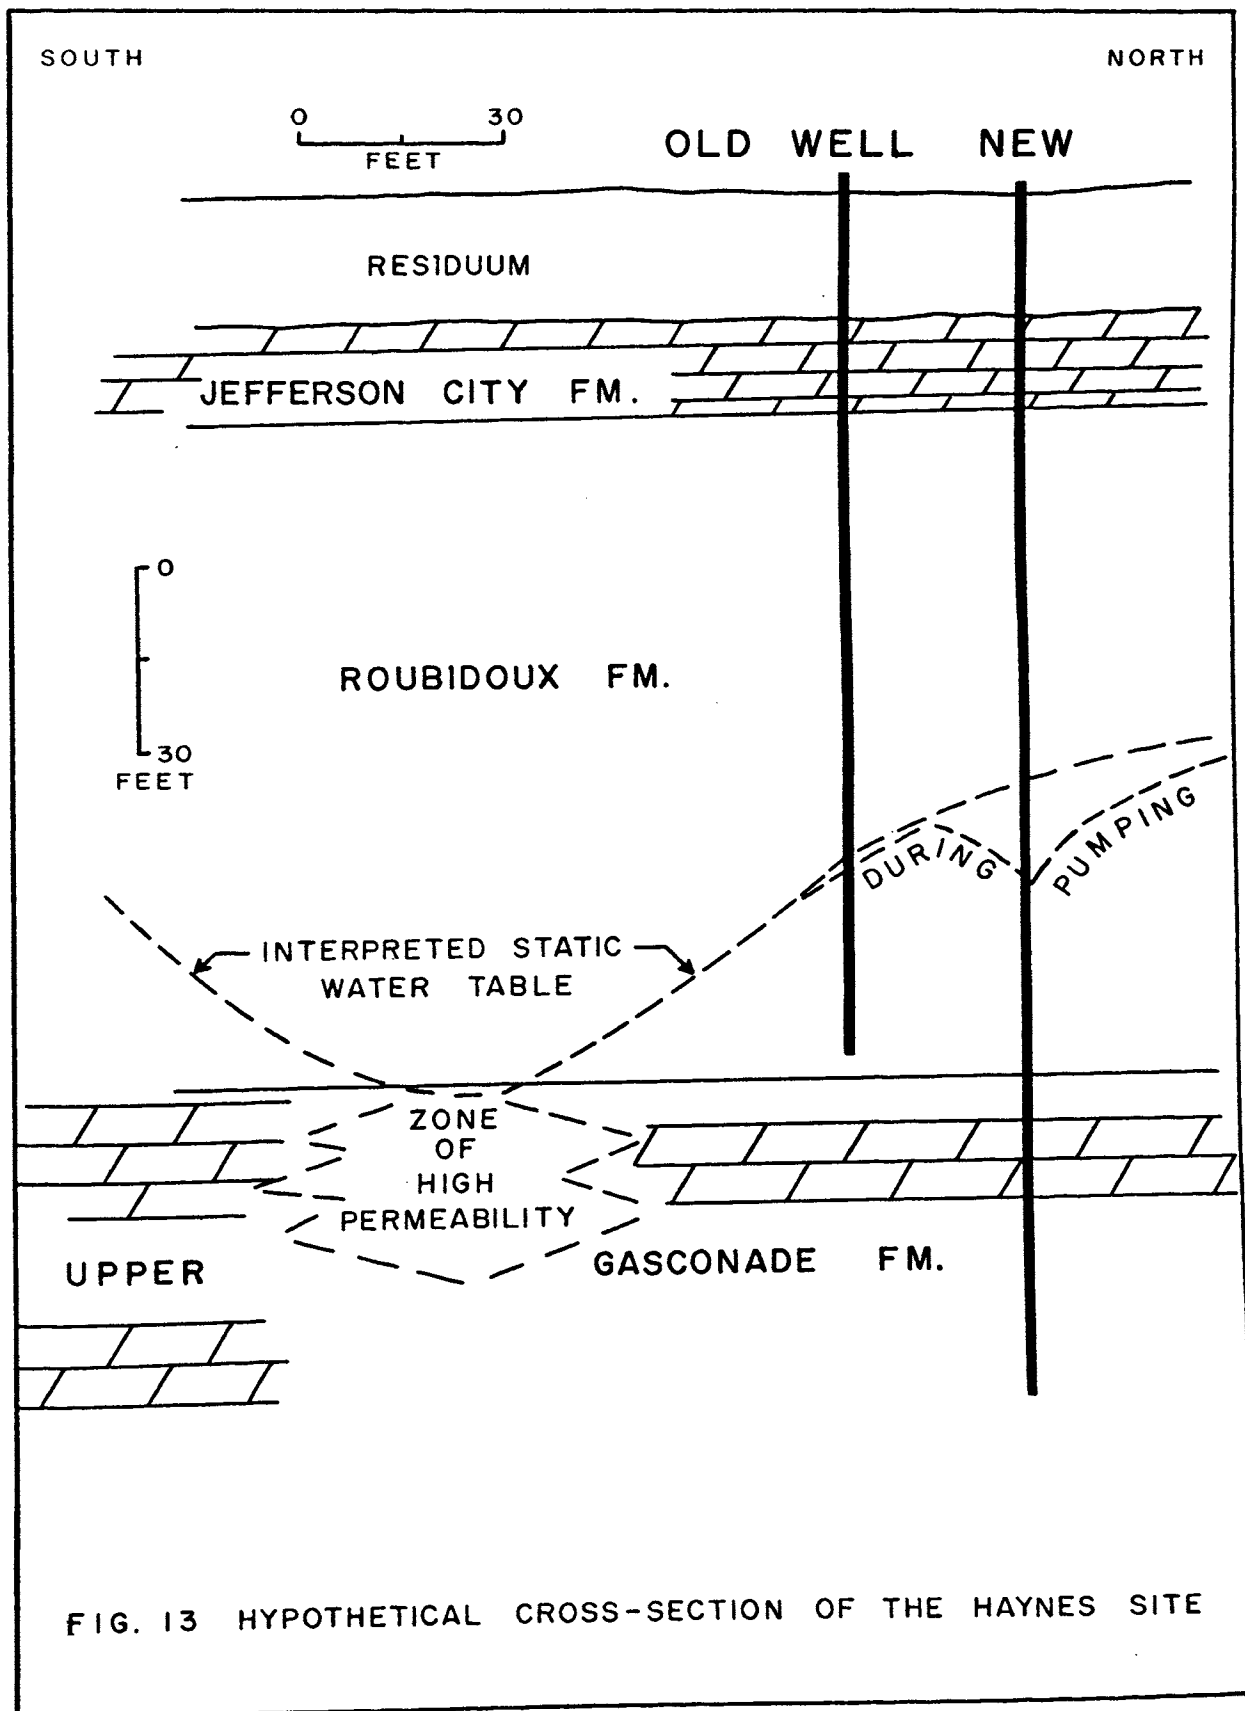 SOUTH
NORTH
0 30
FEET
OLD WELL NEW
RESIDUUM
JEFFERSON CITY FM.
0
30
FEET
ROUBIDOUX FM.
DURING PUMPING
INTERPRETED STATIC
WATER TABLE
ZONE
OF
HIGH
PERMEABILITY
UPPER GASCONADE FM.
FIG. 13 HYPOTHETICAL CROSS-SECTION OF THE HAYNES SITE